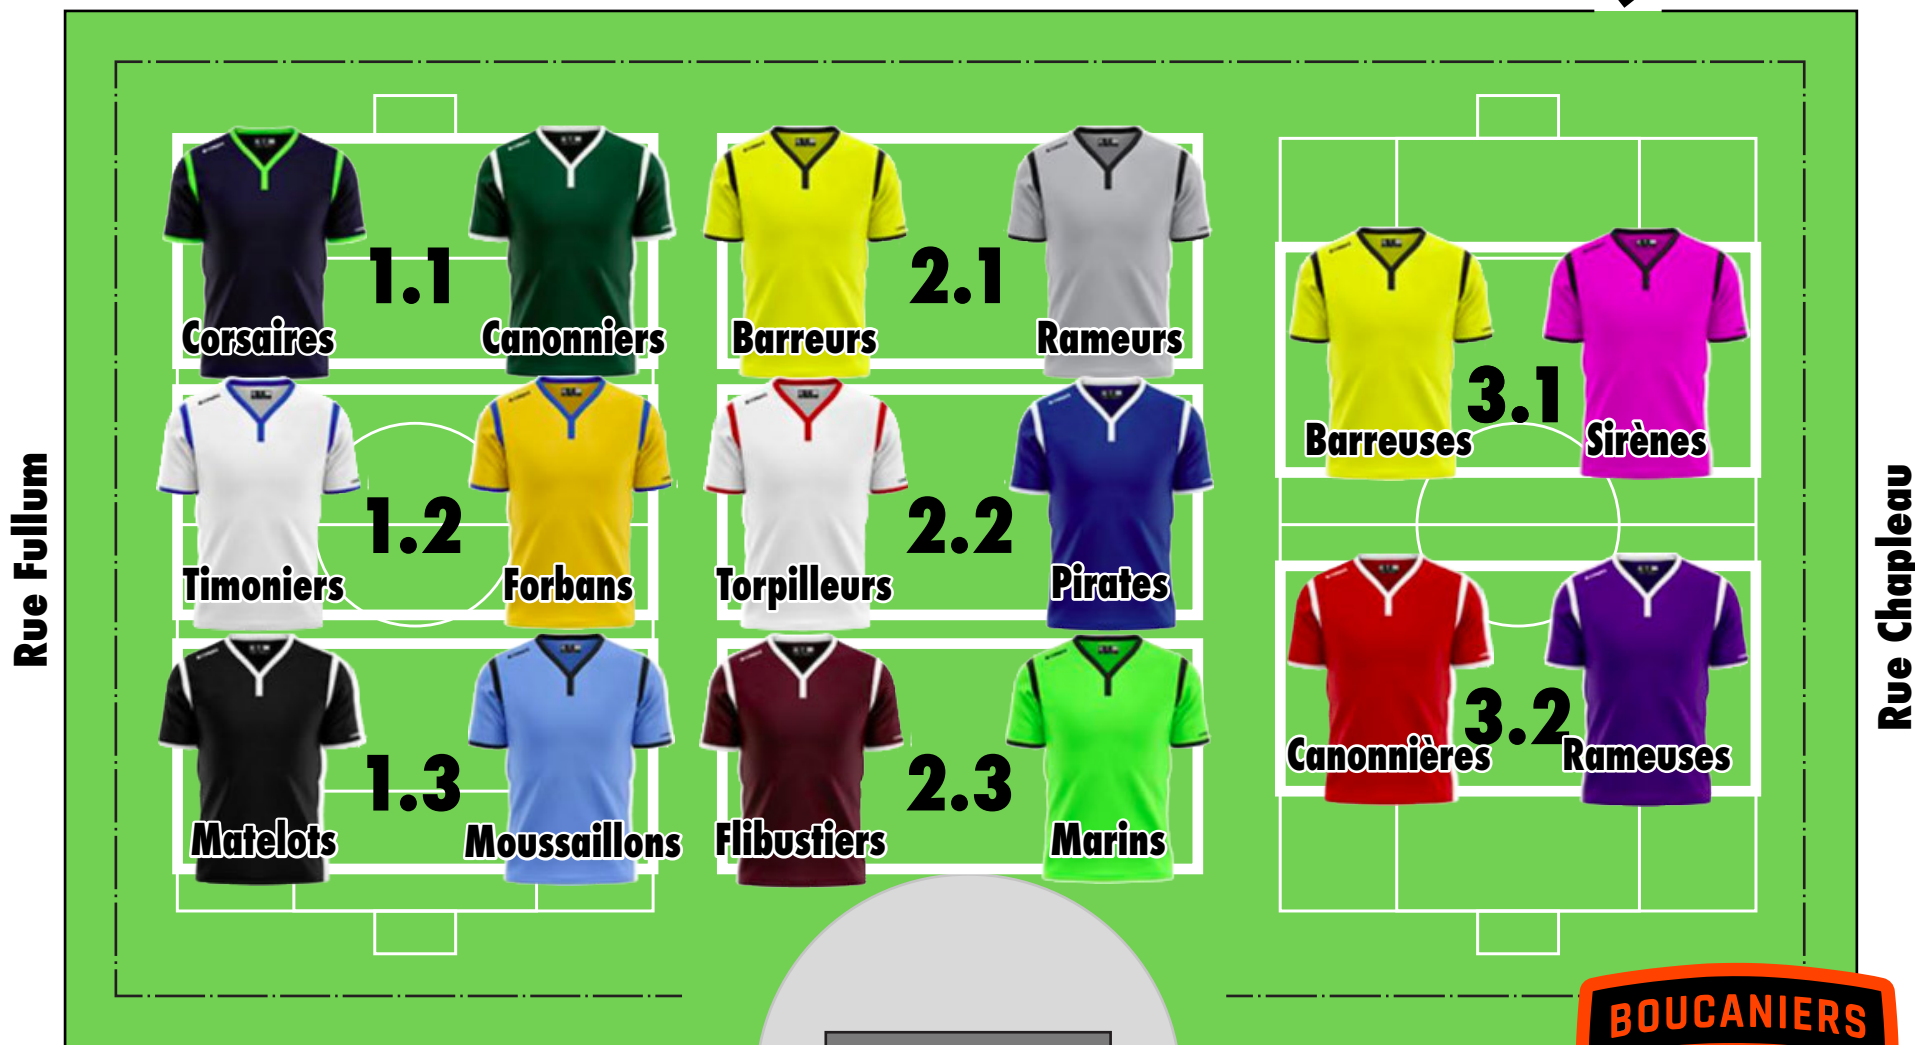 1.1
Corsaires
Canonniers
2.1
Barreurs
Rameurs
1.2
Timoniers
Forbans
2.2
Torpilleurs
Pirates
1.3
Matelots
Moussaillons
2.3
Flibustiers
Marins
3.1
Barreuses
Sirènes
3.2
Canonnières
Rameuses
Rue Fullum
Rue Chapleau
BOUCANIERS